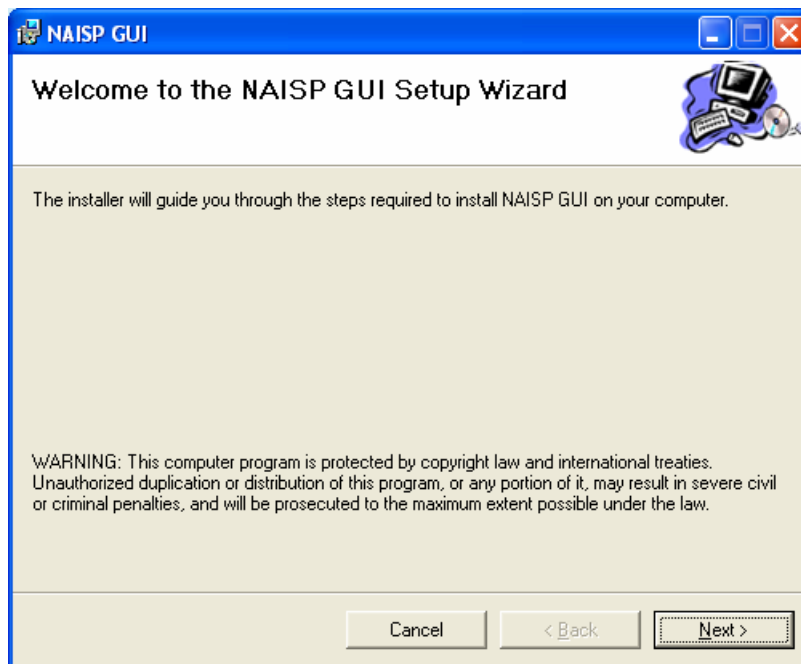 NAISP GUI
Welcome to the NAISP GUI Setup Wizard
The installer will guide you through the steps required to install NAISP GUI on your computer.
WARNING: This computer program is protected by copyright law and international treaties.
Unauthorized duplication or distribution of this program, or any portion of it, may result in severe civil
or criminal penalties, and will be prosecuted to the maximum extent possible under the law.
Cancel < Back Next >